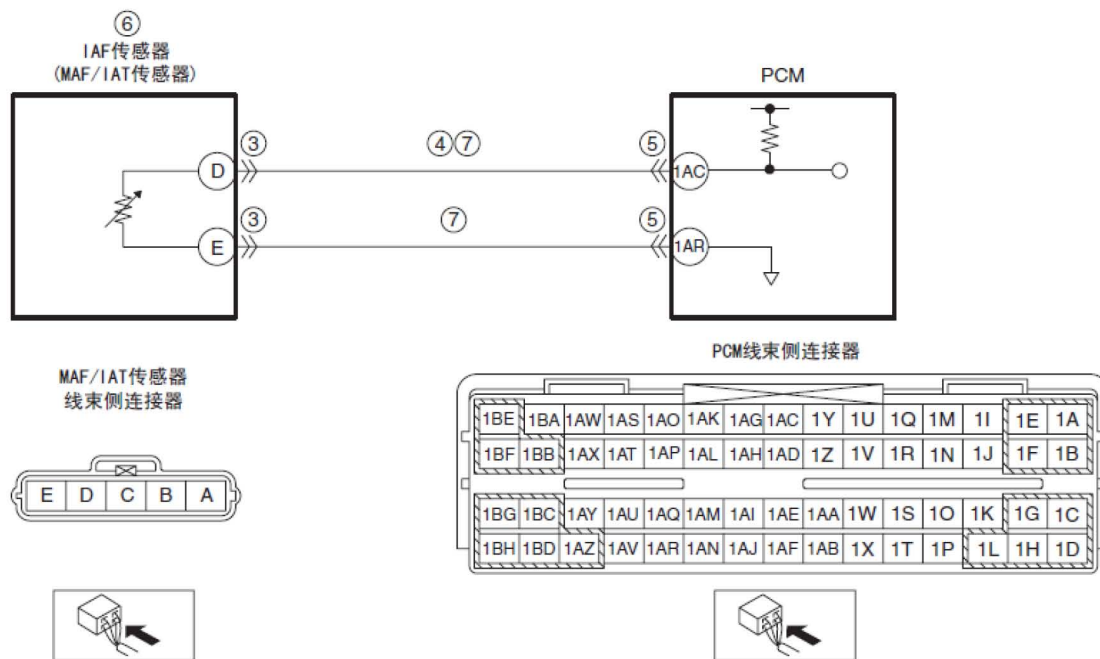 ⑥
IAF传感器
(MAF/IAT传感器)
PCM
③ ④⑦ ⑤
D 1AC
③ ⑦ ⑤
E 1AR
MAF/IAT传感器
线束侧连接器
E D C B A
PCM线束侧连接器
1BE 1BA 1AW 1AS 1AO 1AK 1AG 1AC 1Y 1U 1Q 1M 1I 1E 1A
1BF 1BB 1AX 1AT 1AP 1AL 1AH 1AD 1Z 1V 1R 1N 1J 1F 1B
1BG 1BC 1AY 1AU 1AQ 1AM 1AI 1AE 1AA 1W 1S 1O 1K 1G 1C
1BH 1BD 1AZ 1AV 1AR 1AN 1AJ 1AF 1AB 1X 1T 1P 1L 1H 1D